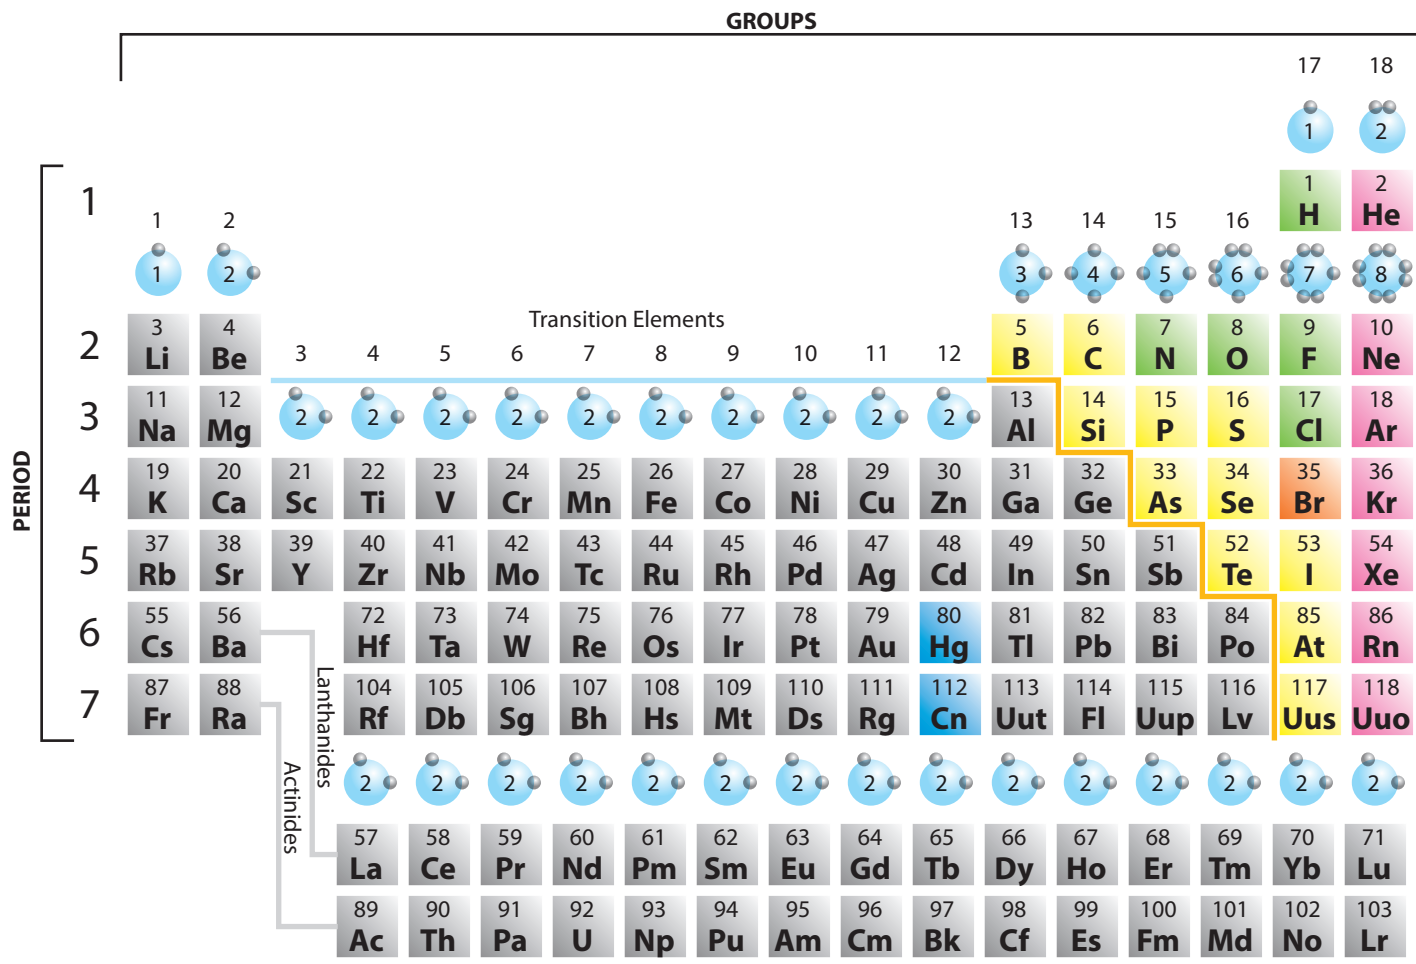 GROUPS
17 18
1 2
PERIOD
1
1 2
H He
1 2 13 14 15 16
1 2 3 4 5 6 7 8
Transition Elements
2
3 4 5 6 7 8 9 10
Li Be B C N O F Ne
3 4 5 6 7 8 9 10 11 12
3
11 12 13 14 15 16 17 18
Na Mg Al Si P S Cl Ar
2 2 2 2 2 2 2 2 2 2
4
19 20 21 22 23 24 25 26 27 28 29 30 31 32 33 34 35 36
K Ca Sc Ti V Cr Mn Fe Co Ni Cu Zn Ga Ge As Se Br Kr
5
37 38 39 40 41 42 43 44 45 46 47 48 49 50 51 52 53 54
Rb Sr Y Zr Nb Mo Tc Ru Rh Pd Ag Cd In Sn Sb Te I Xe
6
55 56 72 73 74 75 76 77 78 79 80 81 82 83 84 85 86
Cs Ba Hf Ta W Re Os Ir Pt Au Hg Tl Pb Bi Po At Rn
7
87 88 104 105 106 107 108 109 110 111 112 113 114 115 116 117 118
Fr Ra Rf Db Sg Bh Hs Mt Ds Rg Cn Uut Fl Uup Lv Uus Uuo
Lanthanides
Actinides
2 2 2 2 2 2 2 2 2 2 2 2 2 2 2
57 58 59 60 61 62 63 64 65 66 67 68 69 70 71
La Ce Pr Nd Pm Sm Eu Gd Tb Dy Ho Er Tm Yb Lu
89 90 91 92 93 94 95 96 97 98 99 100 101 102 103
Ac Th Pa U Np Pu Am Cm Bk Cf Es Fm Md No Lr